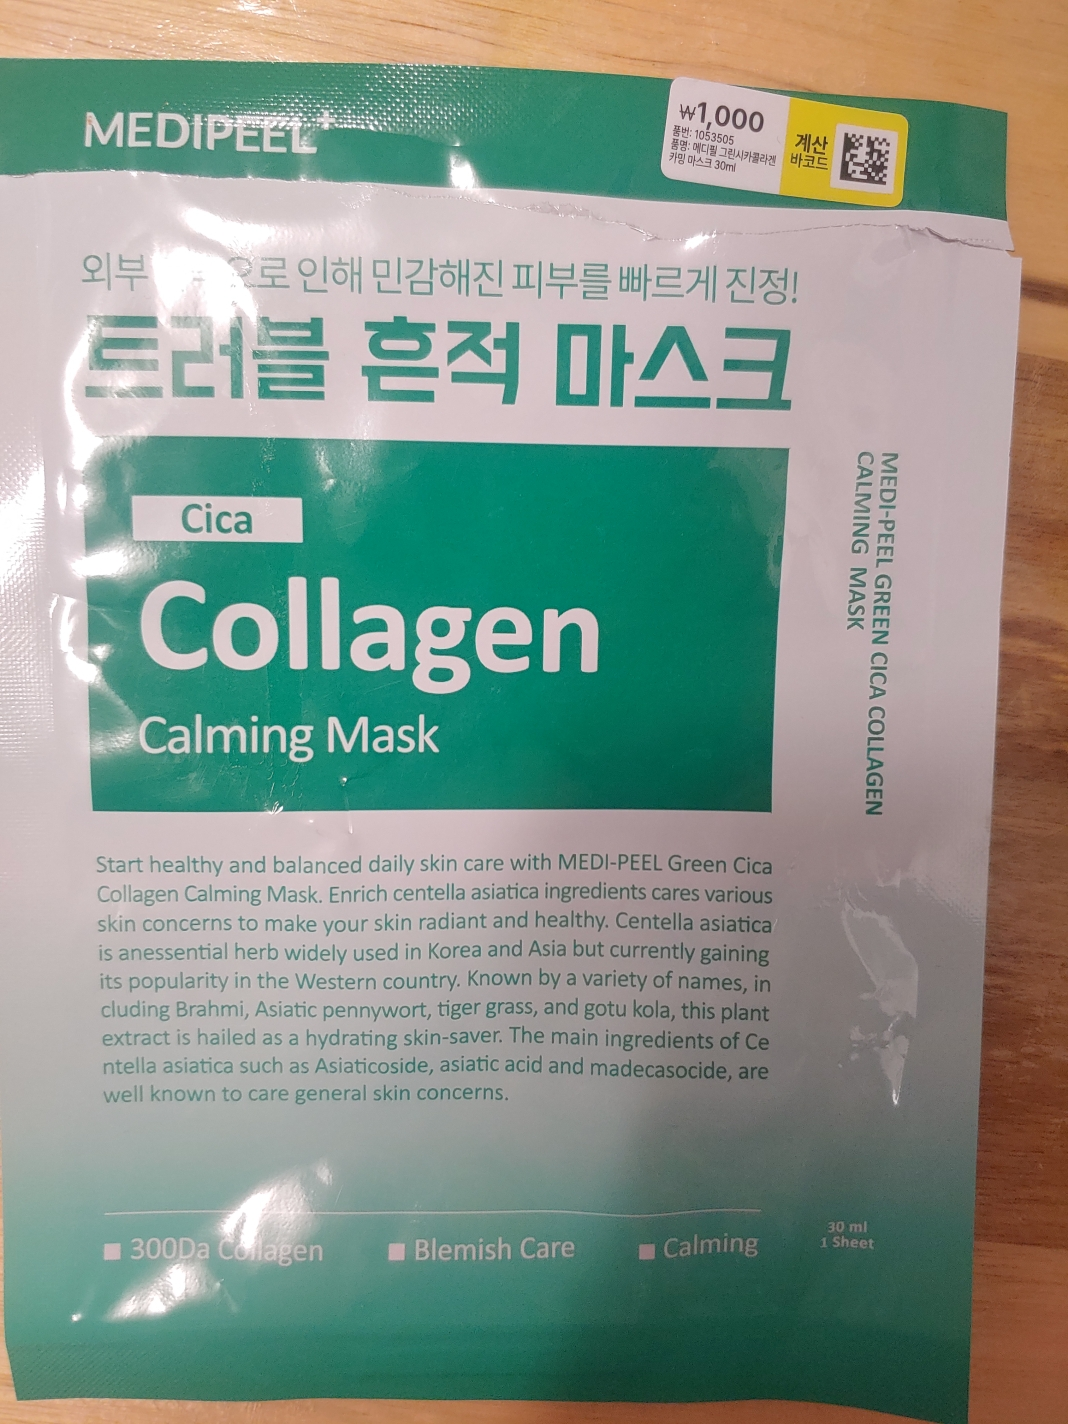 MEDIPEEL+
₩1,000
품번: 1053505
품명: 메디필 그린시카콜라겐
카밍 마스크 30ml
계산
바코드
외부 으로 인해 민감해진 피부를 빠르게 진정!
트러블 흔적 마스크
Cica
Collagen
Calming Mask
MEDI-PEEL GREEN CICA COLLAGEN
CALMING MASK
Start healthy and balanced daily skin care with MEDI-PEEL Green Cica
Collagen Calming Mask. Enrich centella asiatica ingredients cares various
skin concerns to make your skin radiant and healthy. Centella asiatica
is anessential herb widely used in Korea and Asia but currently gaining
its popularity in the Western country. Known by a variety of names, in
cluding Brahmi, Asiatic pennywort, tiger grass, and gotu kola, this plant
extract is hailed as a hydrating skin-saver. The main ingredients of Ce
ntella asiatica such as Asiaticoside, asiatic acid and madecasocide, are
well known to care general skin concerns.
300Da Collagen
Blemish Care
Calming
30 ml
1 Sheet